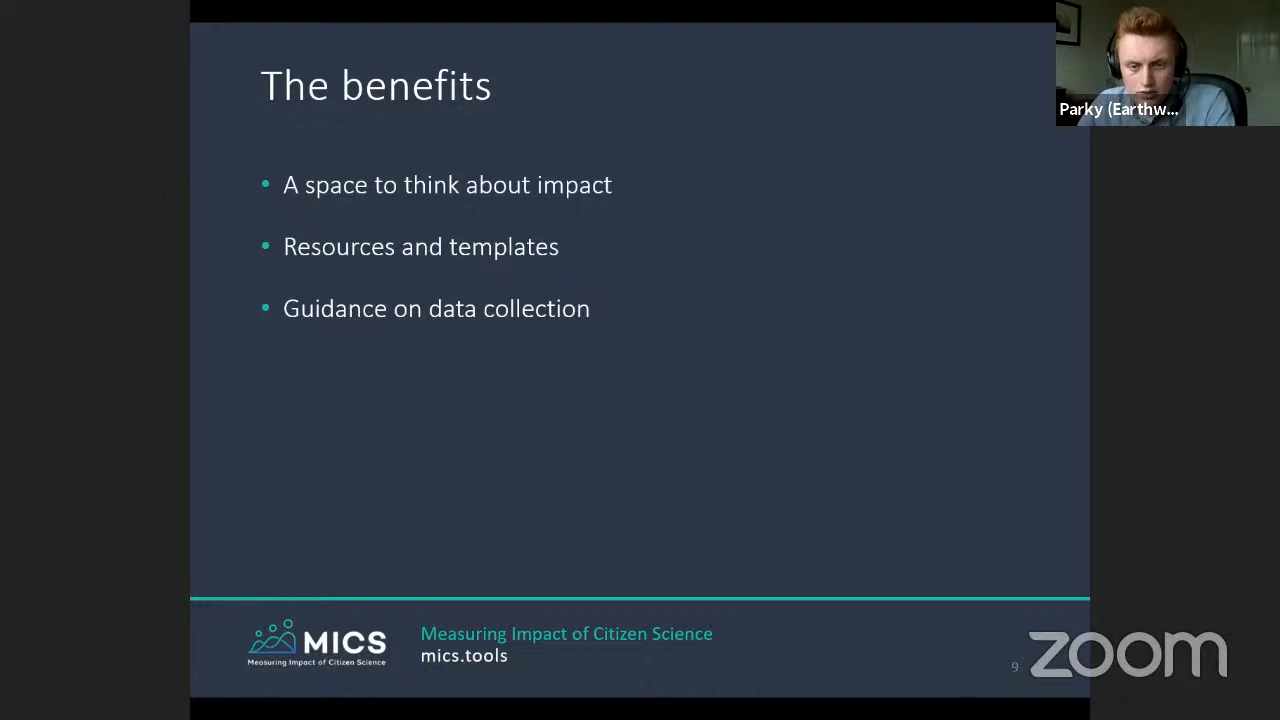 The benefits
Parky (Earthw...
• A space to think about impact
• Resources and templates
• Guidance on data collection
MICS
Measuring Impact of Citizen Science
Measuring Impact of Citizen Science
mics.tools
9
zoom